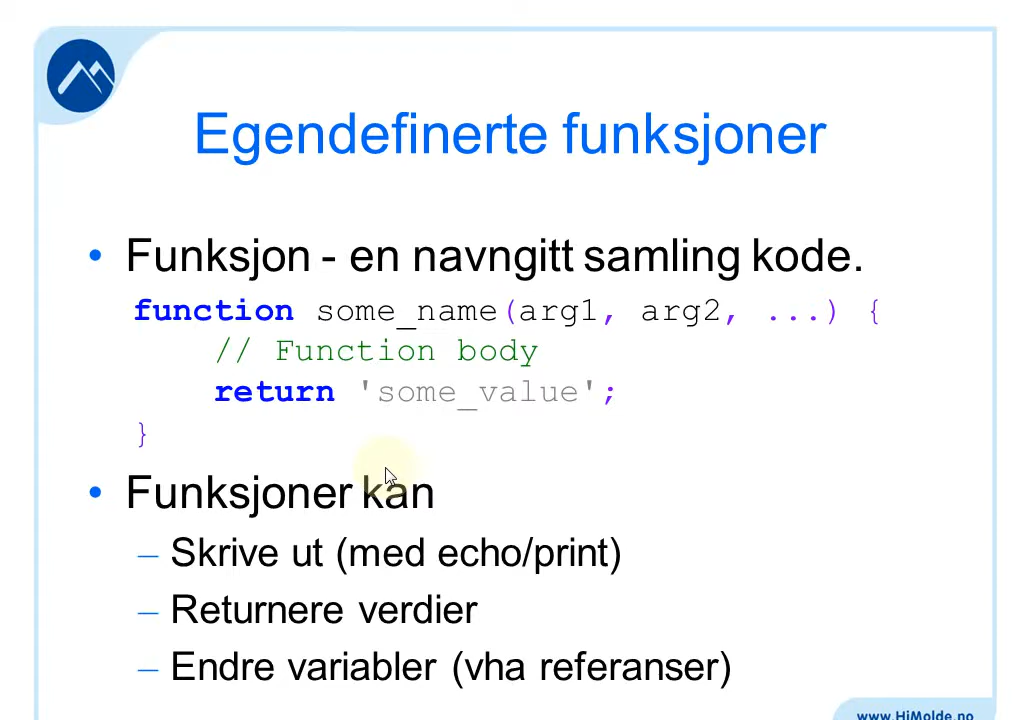 Egendefinerte funksjoner
• Funksjon - en navngitt samling kode.
function some_name(arg1, arg2, ...) {
// Function body
return 'some_value';
}
• Funksjoner kan
– Skrive ut (med echo/print)
– Returnere verdier
– Endre variabler (vha referanser)
www.HiMolde.no